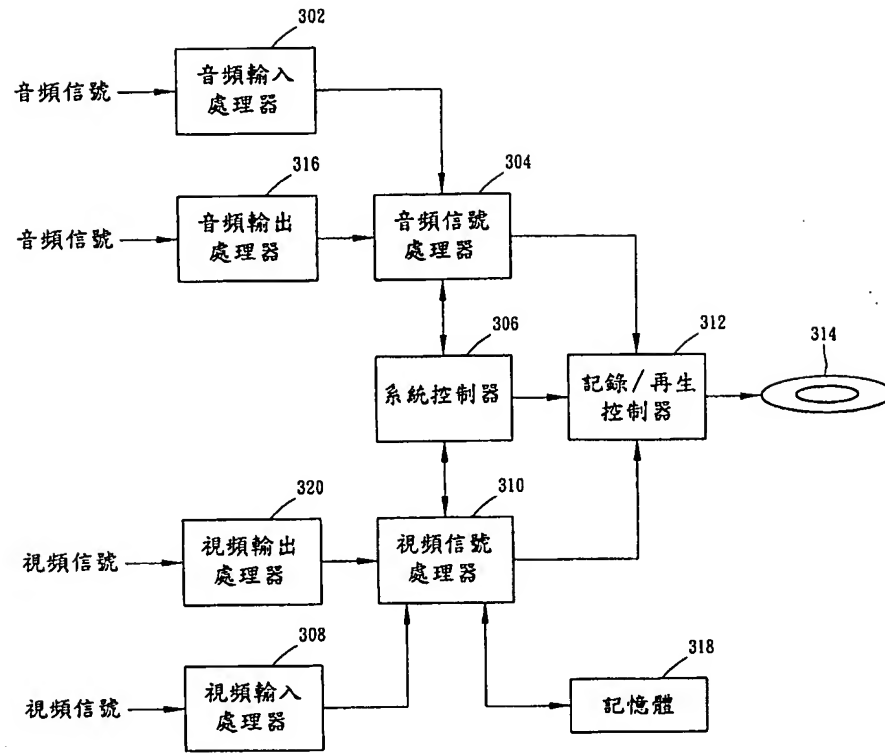 302
音頻信號
音頻輸入
處理器
316
304
音頻信號
音頻輸出
處理器
音頻信號
處理器
306
312
314
系統控制器
記錄/再生
控制器
320
310
視頻信號
視頻輸出
處理器
視頻信號
處理器
308
318
視頻信號
視頻輸入
處理器
記憶體